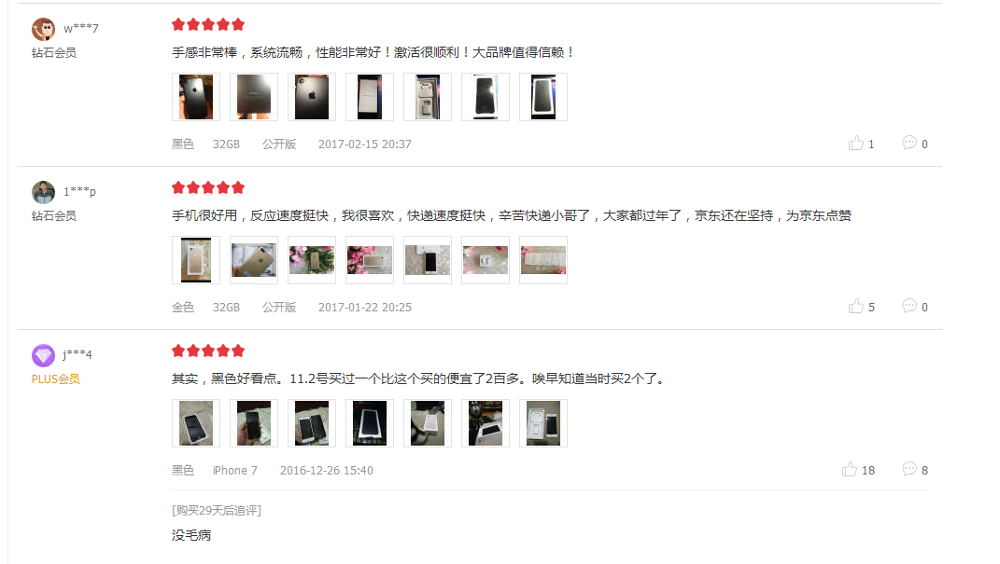 w***7
钻石会员
手感非常棒，系统流畅，性能非常好！激活很顺利！大品牌值得信赖！
黑色 32GB 公开版 2017-02-15 20:37 1 0
1***p
钻石会员
手机很好用，反应速度挺快，我很喜欢，快递速度挺快，辛苦快递小哥了，大家都过年了，京东还在坚持，为京东点赞
金色 32GB 公开版 2017-01-22 20:25 5 0
j***4
PLUS会员
其实，黑色好看点。11.2号买过一个比这个买的便宜了2百多。唉早知道当时买2个了。
黑色 iPhone 7 2016-12-26 15:40 18 8
[购买29天后追评]
没毛病